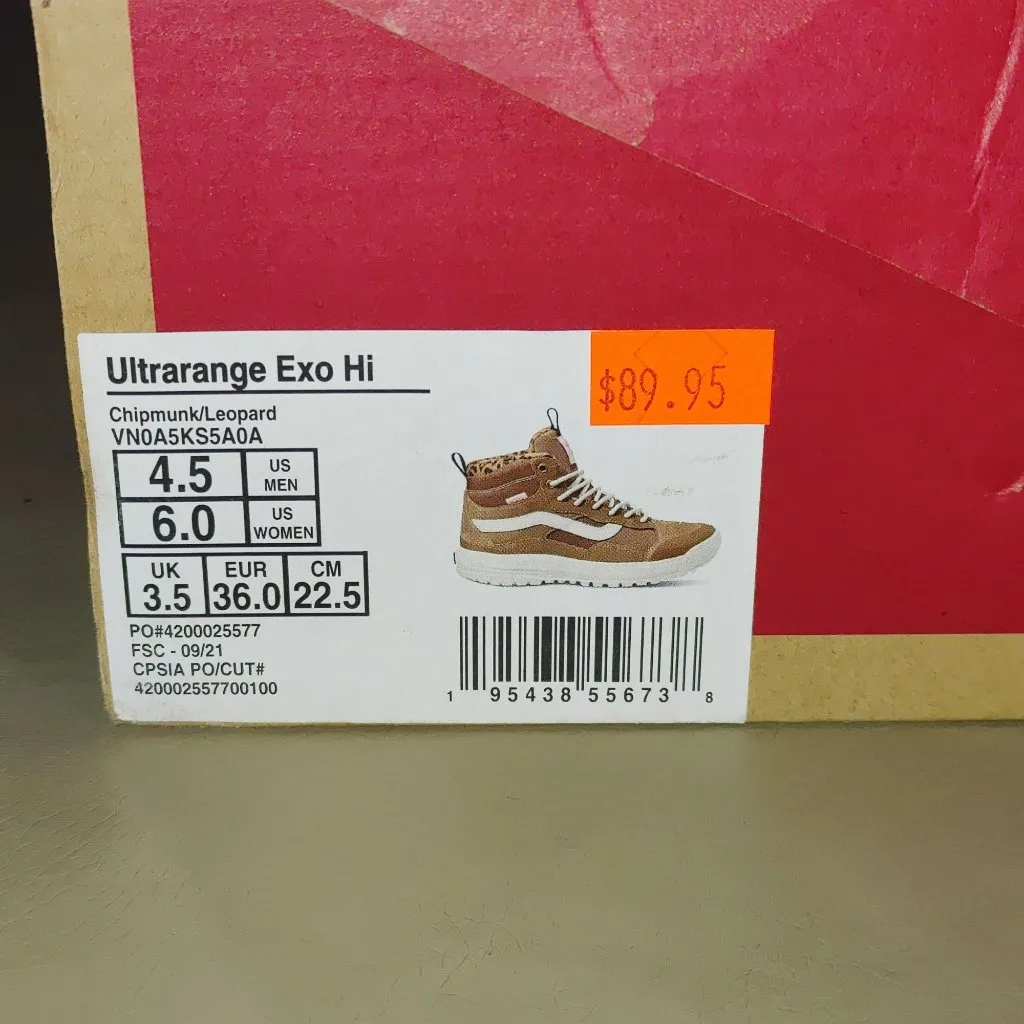 Ultrarange Exo Hi
$89.95
Chipmunk/Leopard
VN0A5KS5A0A
4.5 US MEN
6.0 US WOMEN
UK EUR CM
3.5 36.0 22.5
PO#4200025577
FSC - 09/21
CPSIA PO/CUT#
420002557700100
1 95438 55673 8